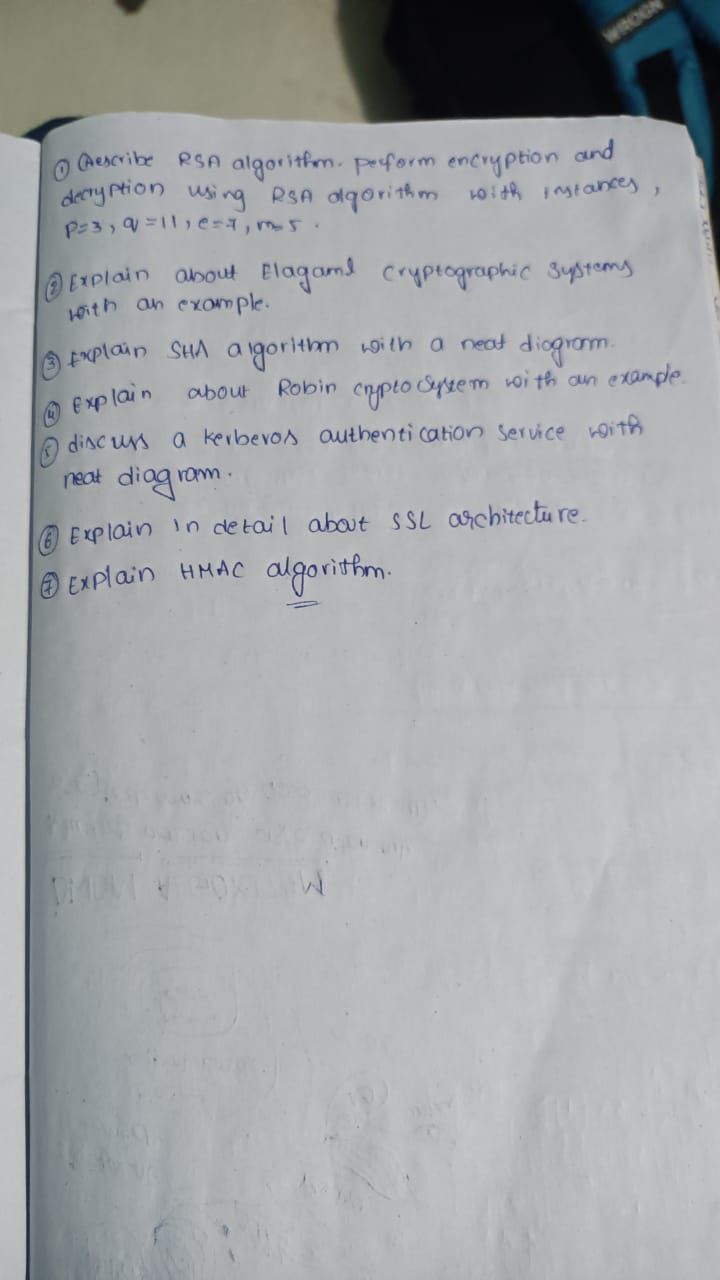 WROGN
① Describe RSA algorithm. perform encryption and
decryption using RSA algorithm with instances,
P=3, q=11, e=7, m=5.
② Explain about Elagaml Cryptographic Systems
with an example.
③ Explain SHA algorithm with a neat diagram.
④ Explain about Robin cryptosystem with an example.
⑤ discuss a kerberos authentication service with
neat diagram.
⑥ Explain in detail about SSL architecture.
⑦ Explain HMAC algorithm.